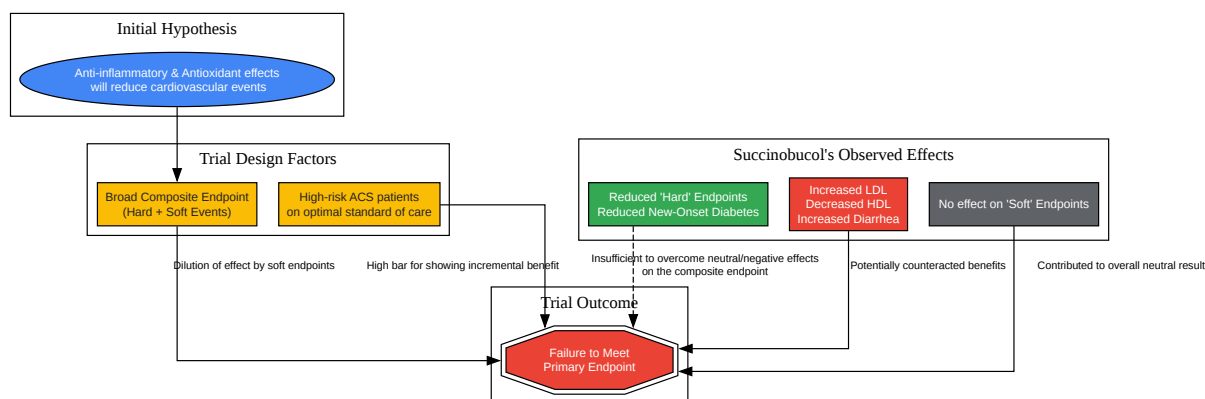 Initial Hypothesis
Anti-inflammatory & Antioxidant effects
will reduce cardiovascular events
Trial Design Factors
Broad Composite Endpoint
(Hard + Soft Events)
High-risk ACS patients
on optimal standard of care
Succinobucol's Observed Effects
Reduced 'Hard' Endpoints
Reduced New-Onset Diabetes
Increased LDL
Decreased HDL
Increased Diarrhea
No effect on 'Soft' Endpoints
Dilution of effect by soft endpoints
High bar for showing incremental benefit
Insufficient to overcome neutral/negative effects
on the composite endpoint
Potentially counteracted benefits
Contributed to overall neutral result
Trial Outcome
Failure to Meet
Primary Endpoint